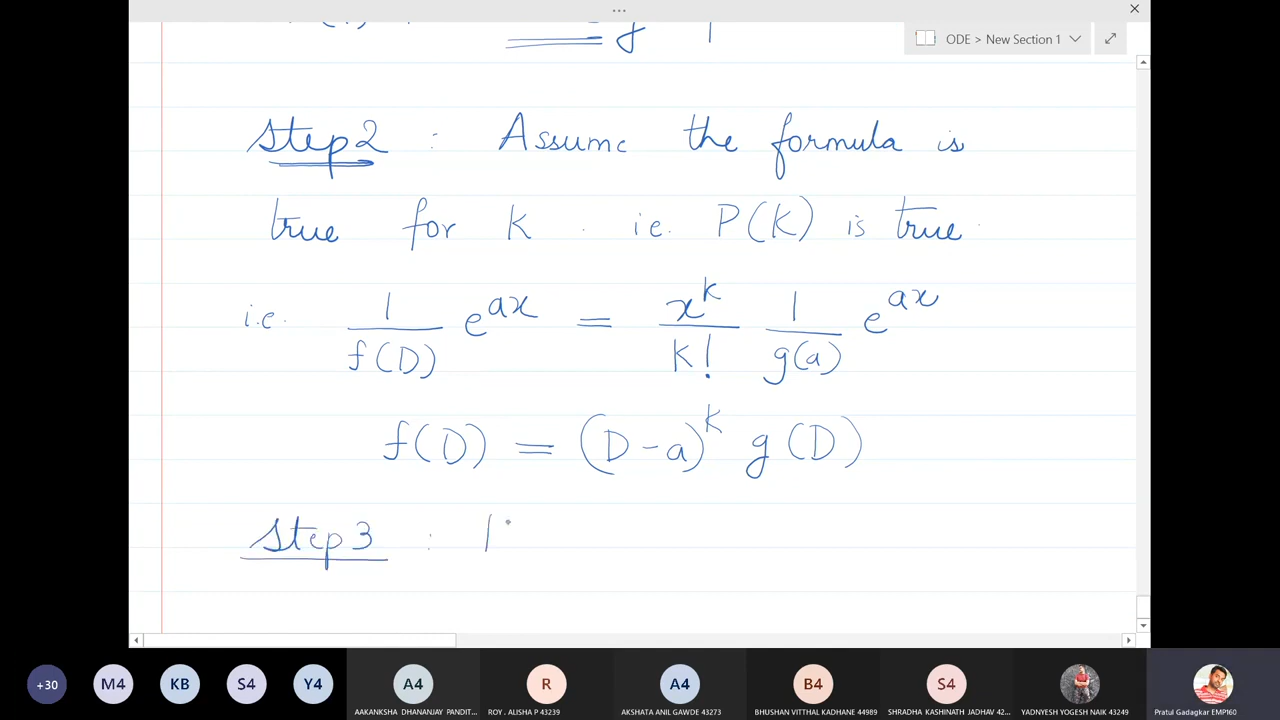 ODE > New Section 1
Step 2 : Assume the formula is
true for K . i.e. P(K) is true
i.e. 1/f(D) e^{ax} = x^k/K! 1/g(a) e^{ax}
f(D) = (D-a)^k g(D)
Step 3 :
+30
M4
KB
S4
Y4
A4
R
A4
B4
S4
AAKANKSHA DHANANJAY PANDIT...
ROY . ALISHA P 43239
AKSHATA ANIL GAWDE 43273
BHUSHAN VITTHAL KADHANE 44989
SHRADHA KASHINATH JADHAV 42...
YADNYESH YOGESH NAIK 43249
Pratul Gadagkar EMP160